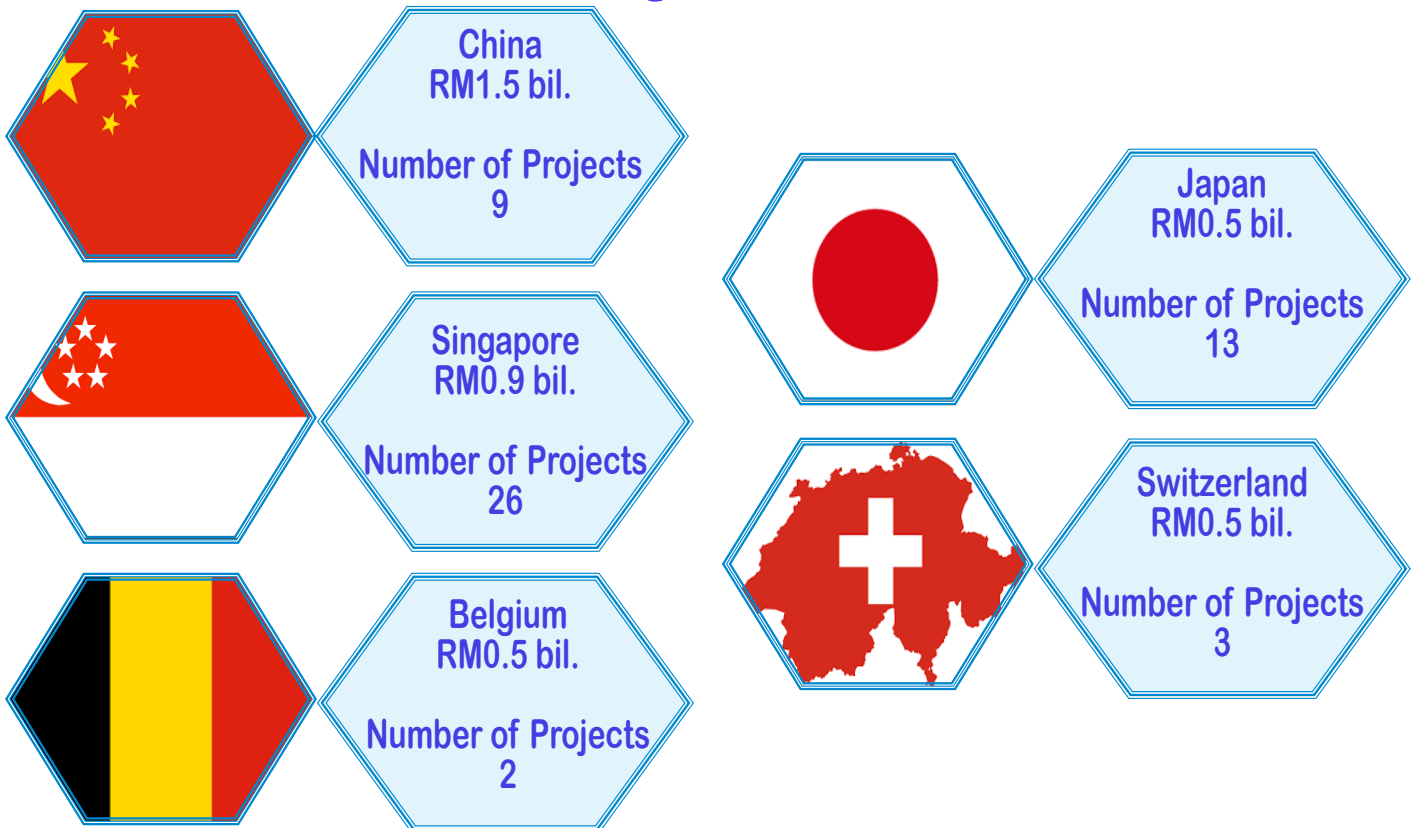 China
RM1.5 bil.
Number of Projects
9
Singapore
RM0.9 bil.
Number of Projects
26
Belgium
RM0.5 bil.
Number of Projects
2
Japan
RM0.5 bil.
Number of Projects
13
Switzerland
RM0.5 bil.
Number of Projects
3